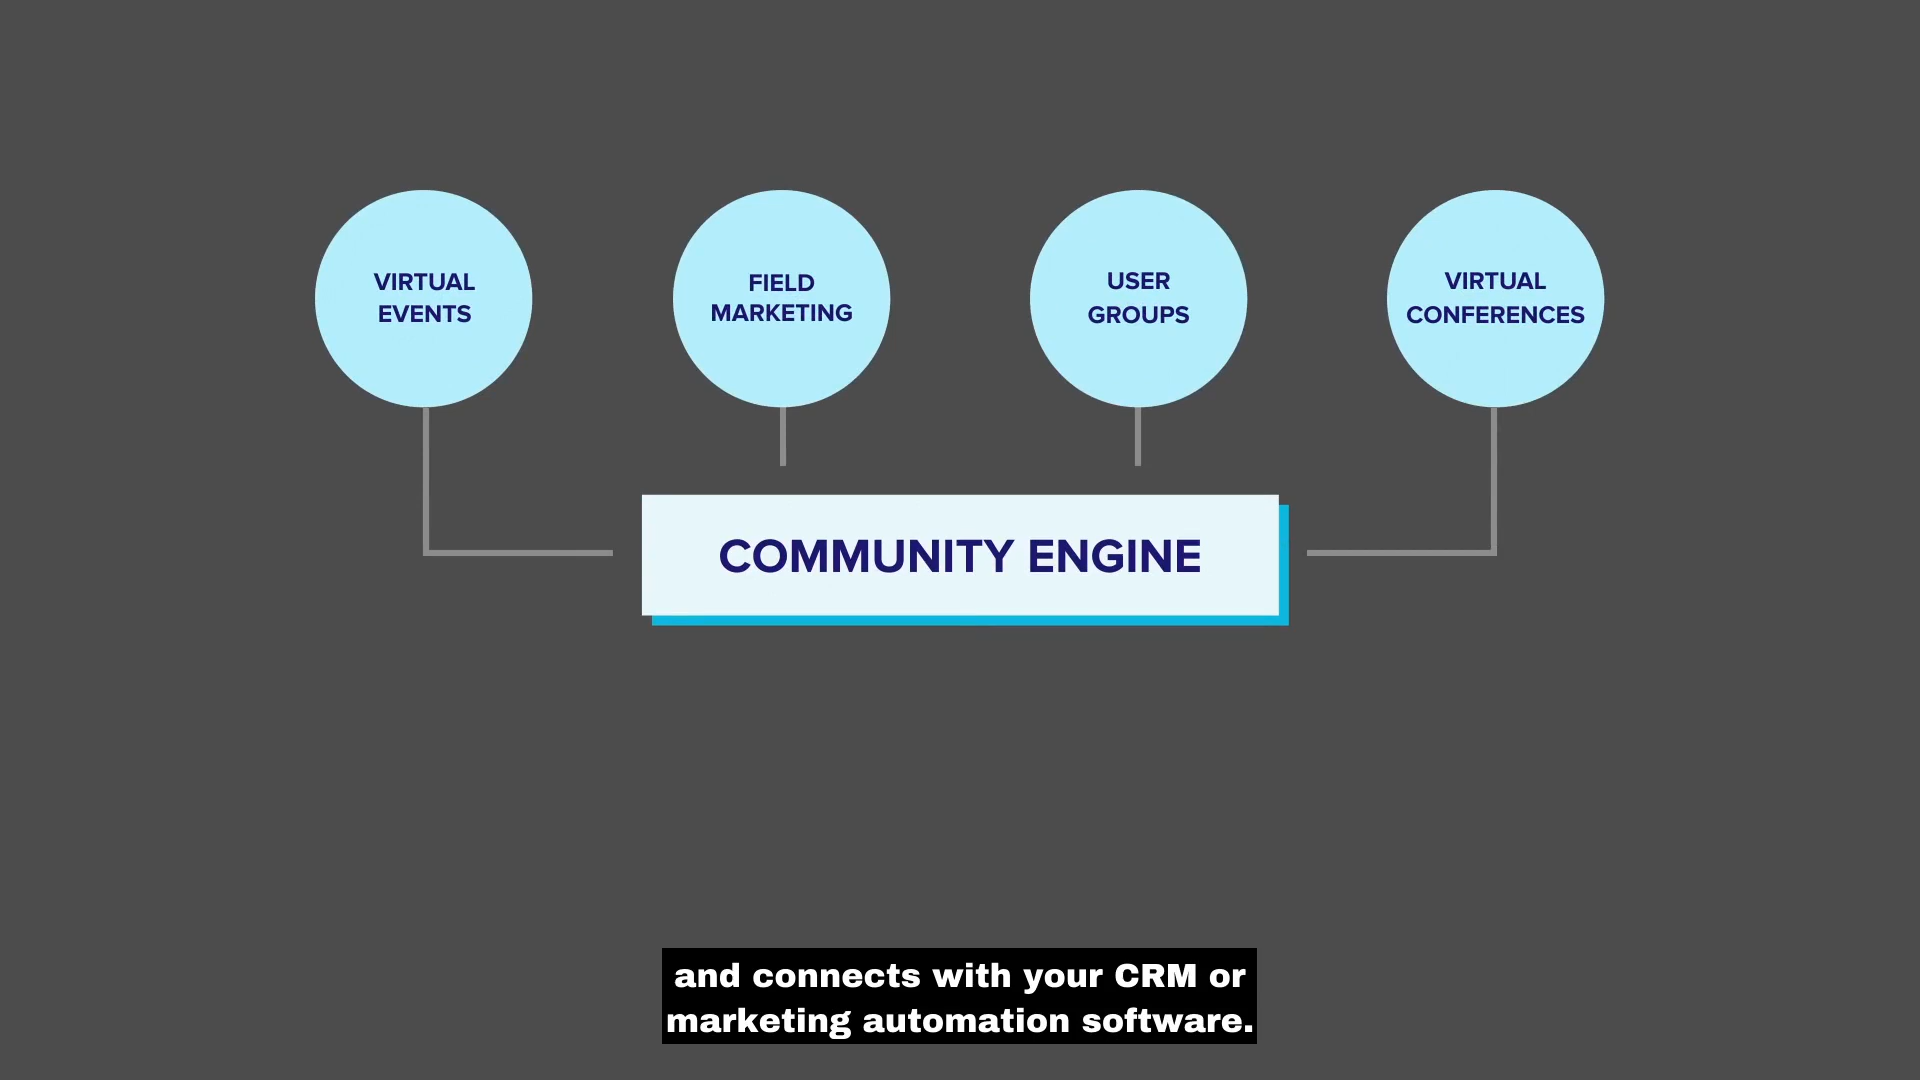 VIRTUAL
EVENTS
FIELD
MARKETING
USER
GROUPS
VIRTUAL
CONFERENCES
COMMUNITY ENGINE
and connects with your CRM or
marketing automation software.